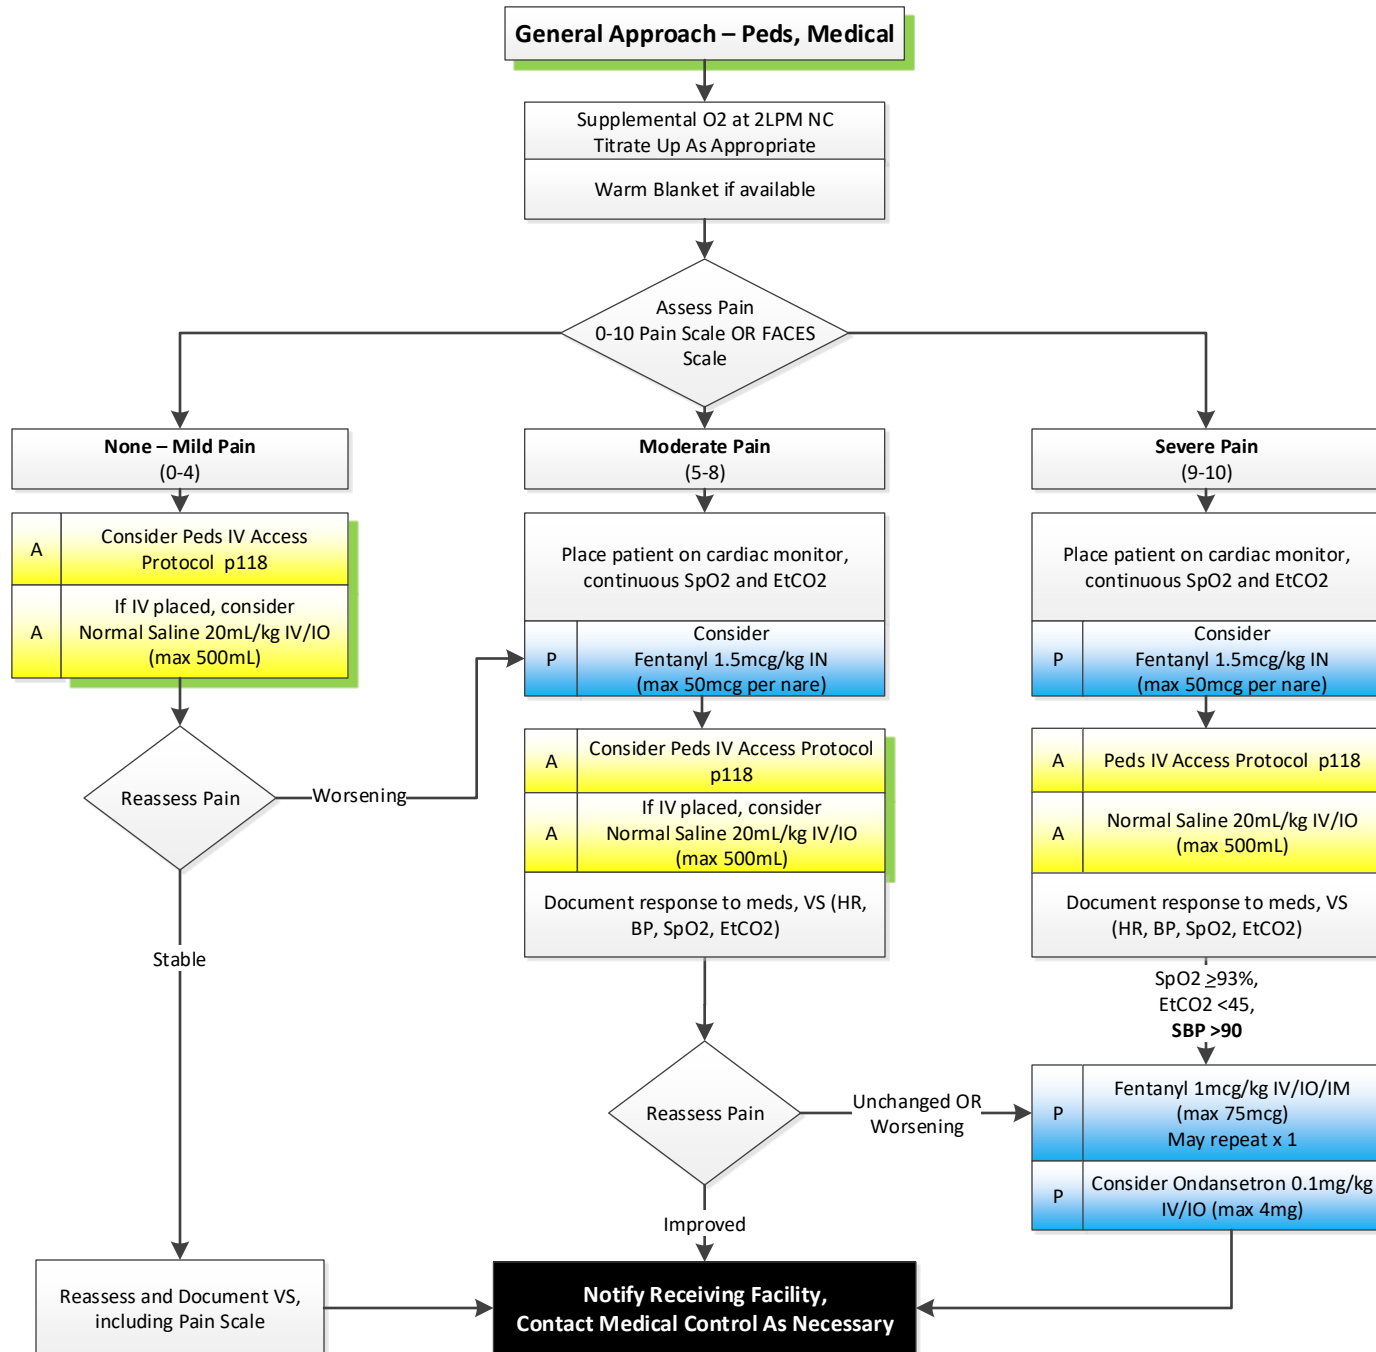 General Approach – Peds, Medical
Supplemental O2 at 2LPM NC
Titrate Up As Appropriate
Warm Blanket if available
Assess Pain
0-10 Pain Scale OR FACES
Scale
None – Mild Pain
(0-4)
A
Consider Peds IV Access
Protocol p118
A
If IV placed, consider
Normal Saline 20mL/kg IV/IO
(max 500mL)
Reassess Pain
Worsening
Stable
Reassess and Document VS,
including Pain Scale
Moderate Pain
(5-8)
Place patient on cardiac monitor,
continuous SpO2 and EtCO2
P
Consider
Fentanyl 1.5mcg/kg IN
(max 50mcg per nare)
A
Consider Peds IV Access Protocol
p118
A
If IV placed, consider
Normal Saline 20mL/kg IV/IO
(max 500mL)
Document response to meds, VS (HR,
BP, SpO2, EtCO2)
Reassess Pain
Unchanged OR
Worsening
Improved
Severe Pain
(9-10)
Place patient on cardiac monitor,
continuous SpO2 and EtCO2
P
Consider
Fentanyl 1.5mcg/kg IN
(max 50mcg per nare)
A
Peds IV Access Protocol p118
A
Normal Saline 20mL/kg IV/IO
(max 500mL)
Document response to meds, VS
(HR, BP, SpO2, EtCO2)
SpO2 ≥93%,
EtCO2 <45,
SBP >90
P
Fentanyl 1mcg/kg IV/IO/IM
(max 75mcg)
May repeat x 1
P
Consider Ondansetron 0.1mg/kg
IV/IO (max 4mg)
Notify Receiving Facility,
Contact Medical Control As Necessary